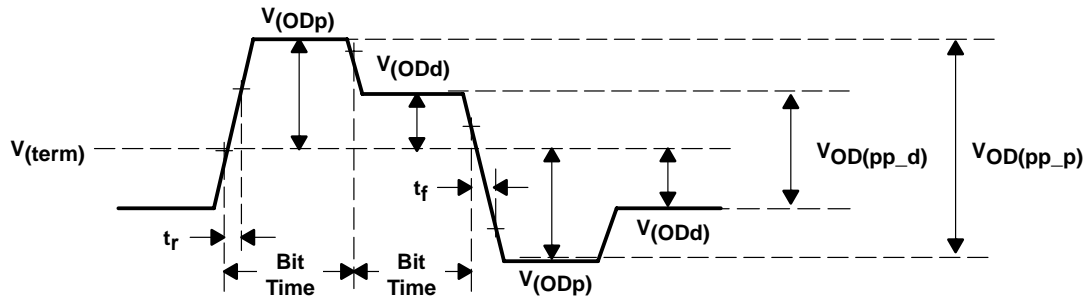 V(ODp)
V(ODd)
V(term)
VOD(pp_d)
VOD(pp_p)
tf
tr
V(ODd)
Bit
Time
Bit
Time
V(ODp)